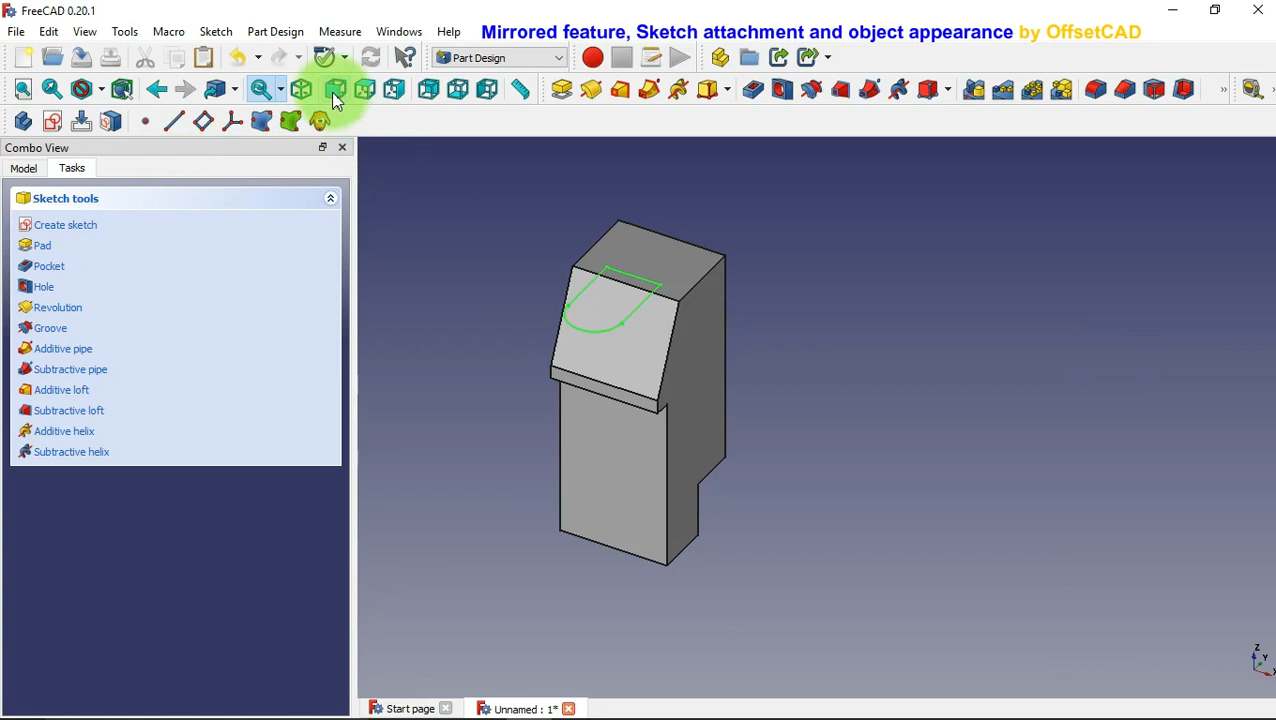 FreeCAD 0.20.1
File Edit View Tools Macro Sketch Part Design Measure Windows Help
Mirrored feature, Sketch attachment and object appearance by OffsetCAD
Part Design
Combo View
Model Tasks
Sketch tools
Create sketch
Pad
Pocket
Hole
Revolution
Groove
Additive pipe
Subtractive pipe
Additive loft
Subtractive loft
Additive helix
Subtractive helix
Z
Y
X
Start page
Unnamed : 1*